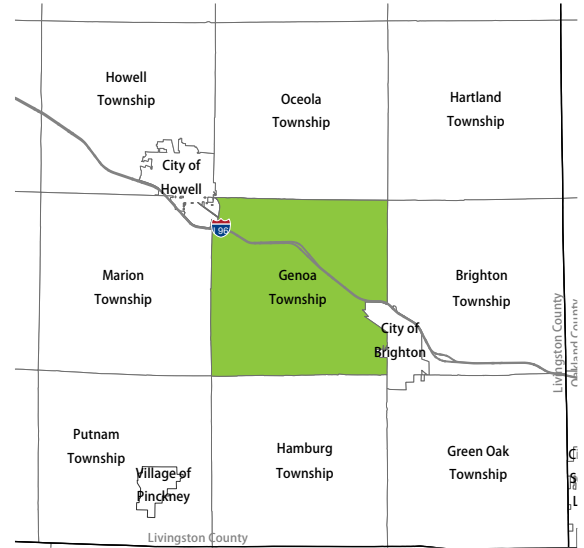 Howell
Township
Oceola
Township
Hartland
Township
City of
Howell
96
Marion
Township
Genoa
Township
Brighton
Township
City of
Brighton
Livingston County
Oakland County
Putnam
Township
Village of
Pinckney
Hamburg
Township
Green Oak
Township
Livingston County